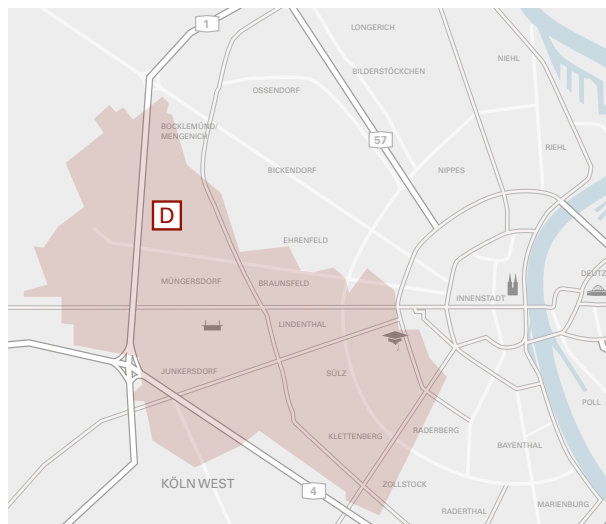 1
LONGERICH
NIEHL
BILDERSTÖCKCHEN
OSSENDORF
BOCKLEMÜND/
MENGENICH
57
RIEHL
BICKENDORF
NIPPES
D
EHRENFELD
DEUTZ
MÜNGERSDORF
BRAUNSFELD
INNENSTADT
LINDENTHAL
JUNKERSDORF
SÜLZ
POLL
RADERBERG
KLETTENBERG
BAYENTHAL
KÖLN WEST
ZOLLSTOCK
4
MARIENBURG
RADERTHAL